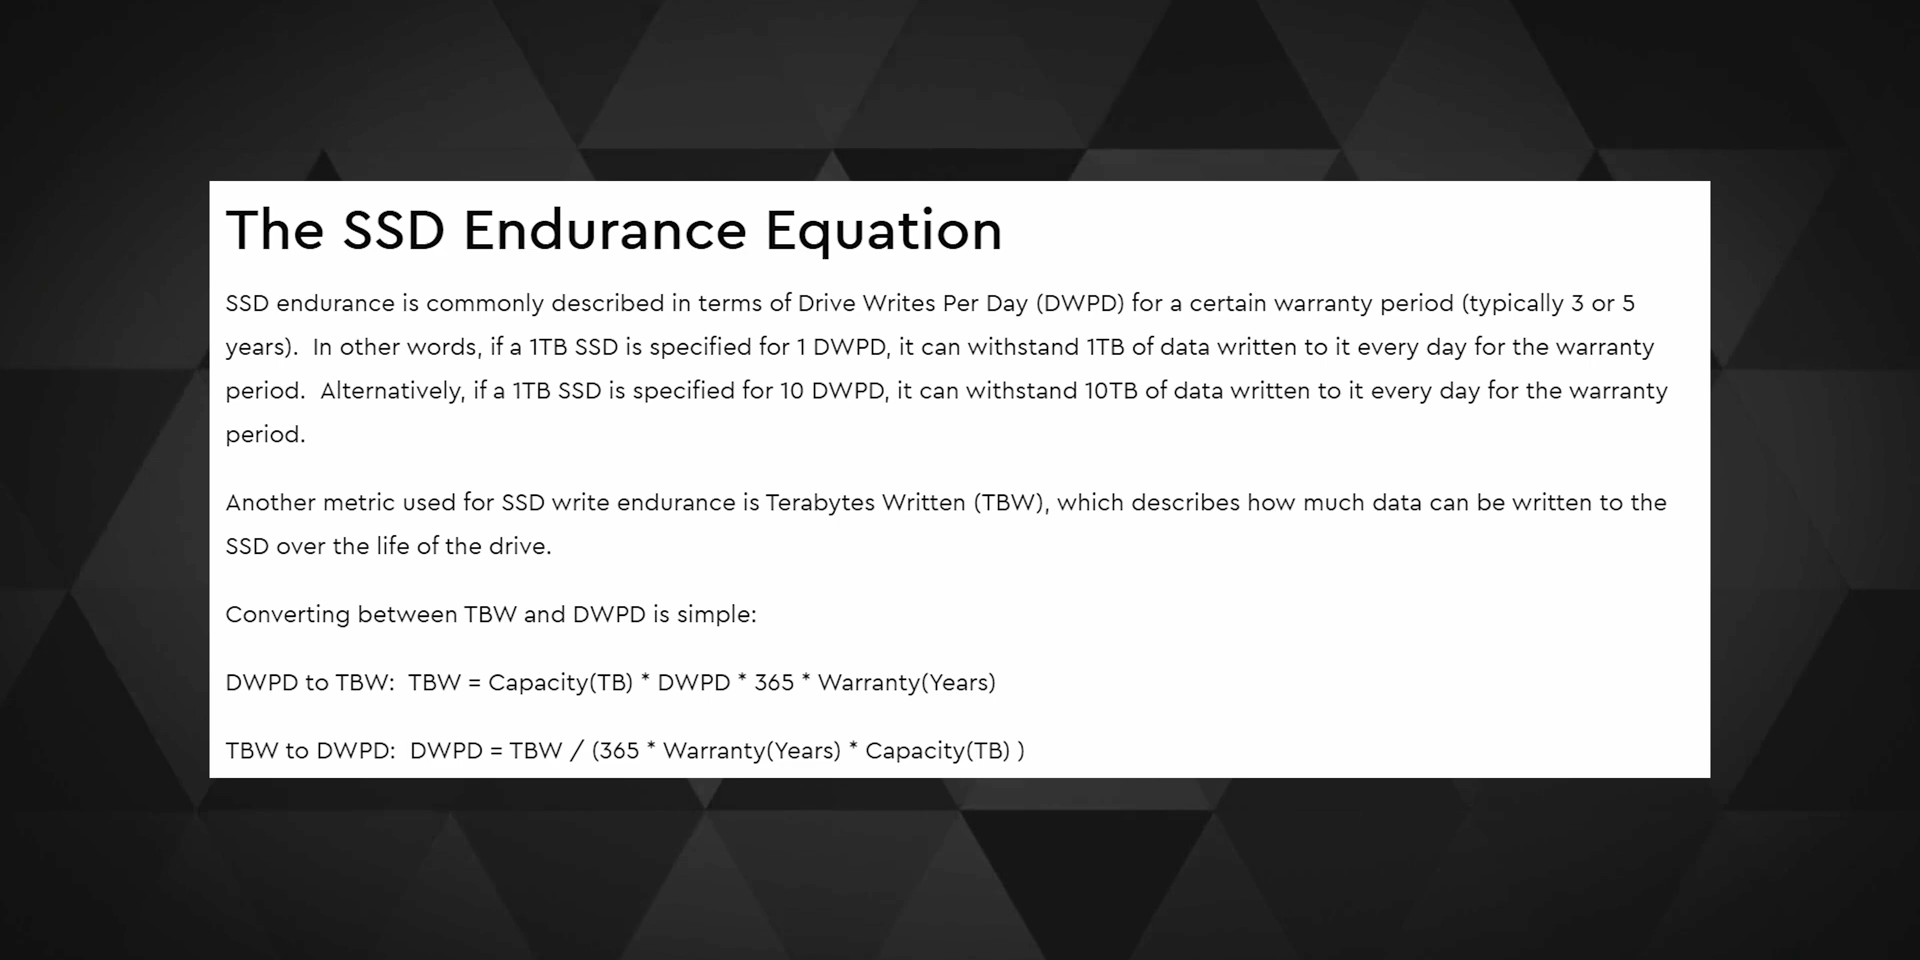 The SSD Endurance Equation
SSD endurance is commonly described in terms of Drive Writes Per Day (DWPD) for a certain warranty period (typically 3 or 5
years).  In other words, if a 1TB SSD is specified for 1 DWPD, it can withstand 1TB of data written to it every day for the warranty
period.  Alternatively, if a 1TB SSD is specified for 10 DWPD, it can withstand 10TB of data written to it every day for the warranty
period.
Another metric used for SSD write endurance is Terabytes Written (TBW), which describes how much data can be written to the
SSD over the life of the drive.
Converting between TBW and DWPD is simple:
DWPD to TBW:  TBW = Capacity(TB) * DWPD * 365 * Warranty(Years)
TBW to DWPD:  DWPD = TBW / (365 * Warranty(Years) * Capacity(TB) )